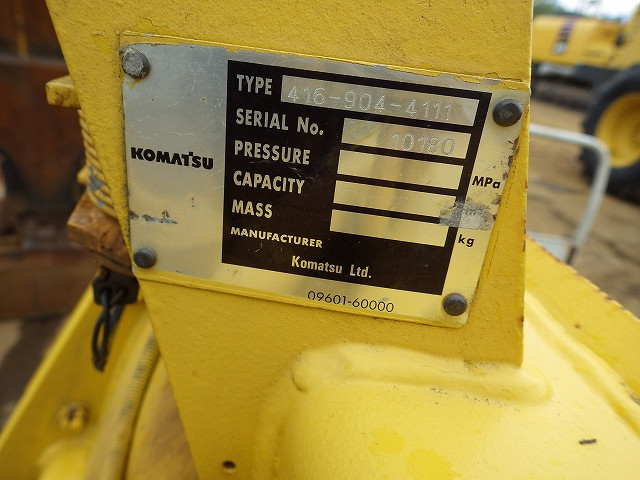 KOMATSU
TYPE 416-904-4111
SERIAL No. 10180
PRESSURE MPa
CAPACITY
MASS kg
MANUFACTURER
Komatsu Ltd.
09601-60000